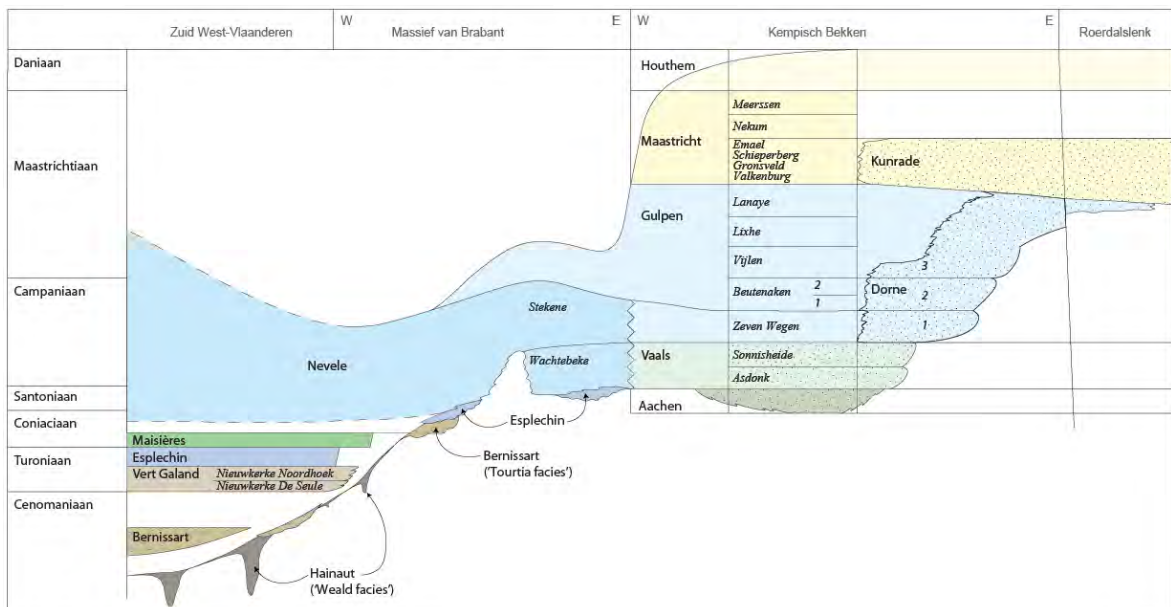 W E W E
Zuid West-Vlaanderen Massief van Brabant Kempisch Bekken Roerdalslenk
Daniaan
Maastrichtiaan
Campaniaan
Santoniaan
Coniaciaan
Turoniaan
Cenomaniaan
Houthem
Maastricht
Meerssen
Nekum
Emael
Schieperberg
Gronsveld
Valkenburg
Kunrade
Gulpen
Lanaye
Lixhe
Vijlen
Beutenaken 2
1
Zeven Wegen
3
Dorne
2
1
Stekene
Nevele
Wachtebeke
Vaals
Sonnisheide
Asdonk
Aachen
Esplechin
Maisières
Esplechin
Vert Galand
Nieuwkerke Noordhoek
Nieuwkerke De Seule
Bernissart
('Tourtia facies')
Bernissart
Hainaut
('Weald facies')